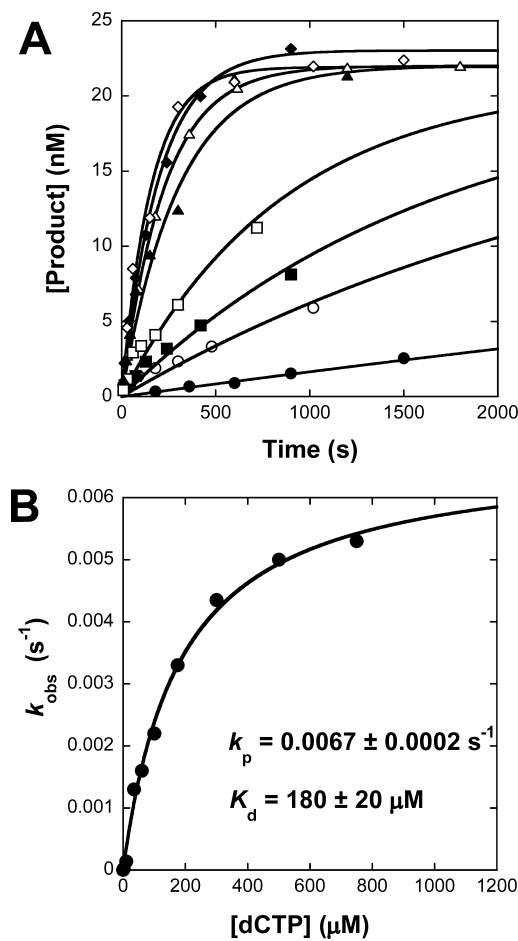 A
25
20
15
10
5
0
[Product] (nM)
0 500 1000 1500 2000
Time (s)
B
0.006
0.005
0.004
0.003
0.002
0.001
0
kobs (s-1)
kp = 0.0067 ± 0.0002 s-1
Kd = 180 ± 20 µM
0 200 400 600 800 1000 1200
[dCTP] (µM)